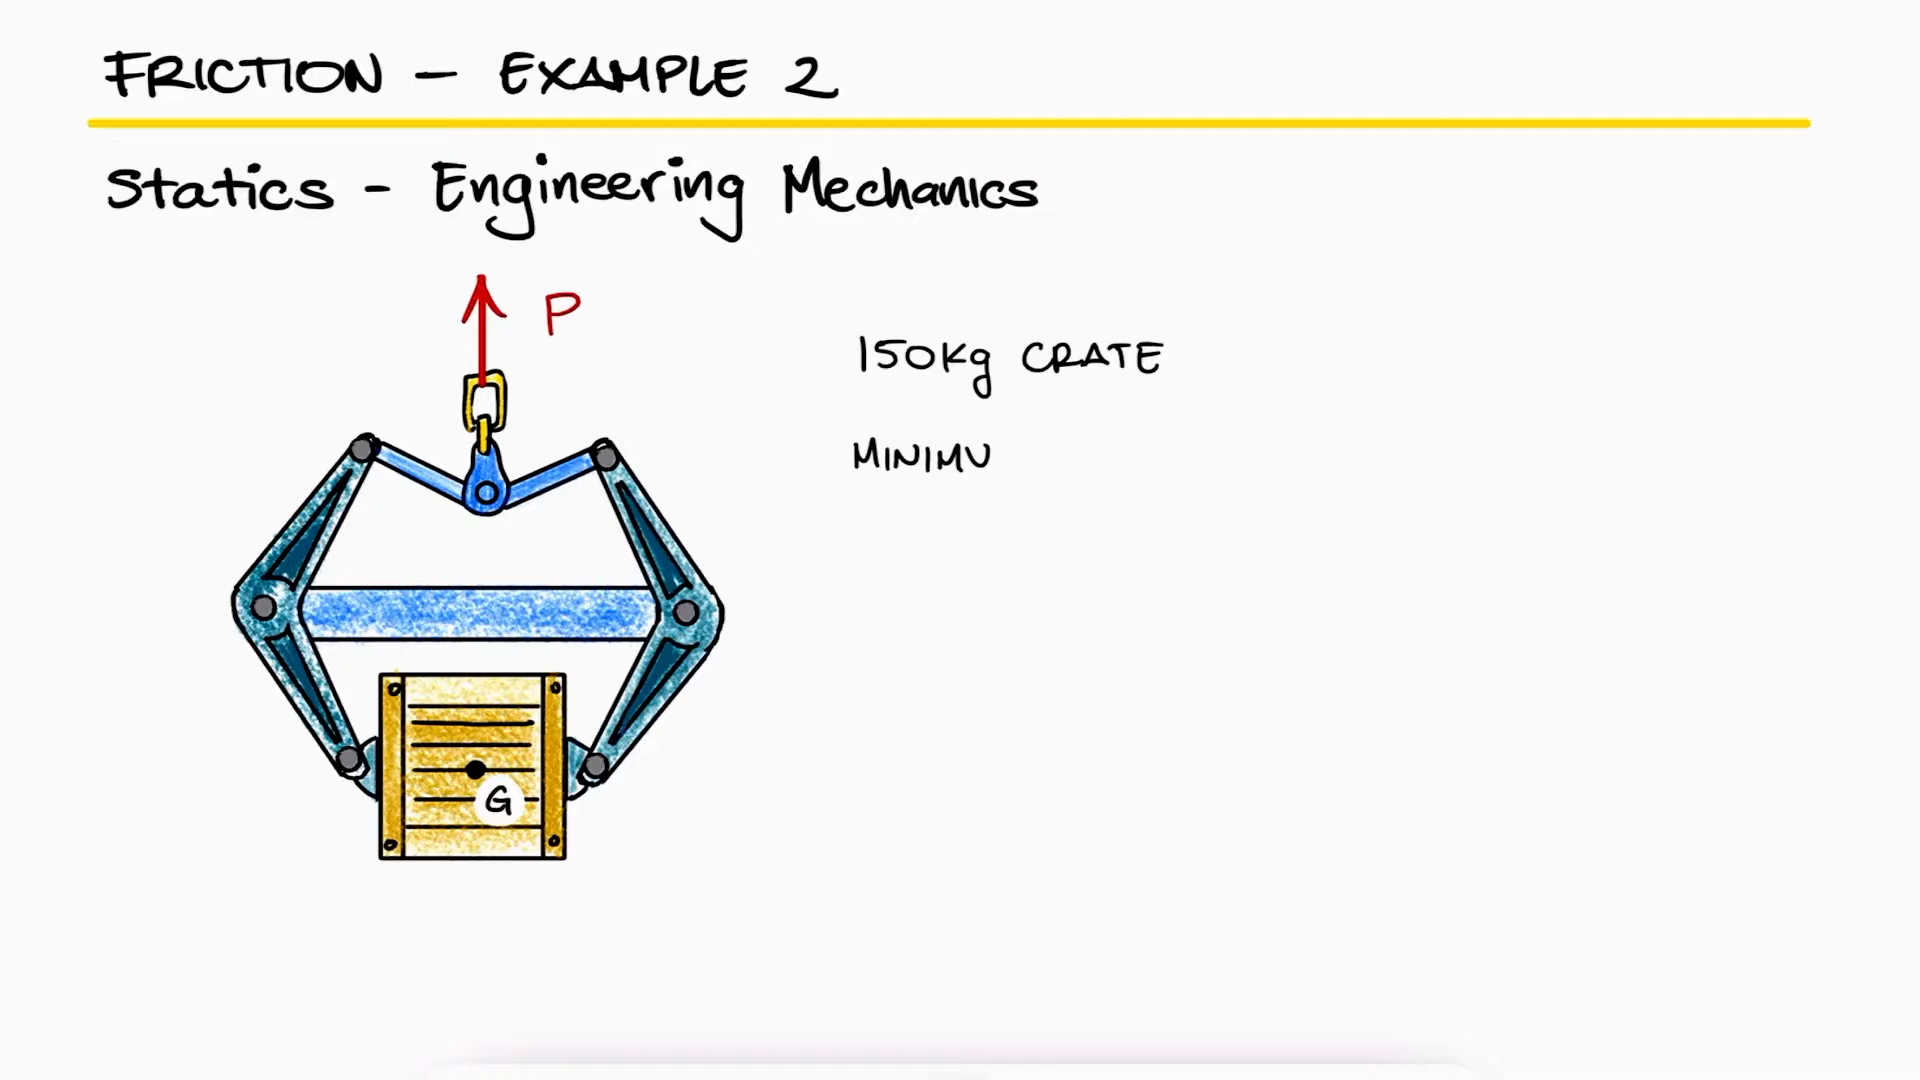 FRICTION – EXAMPLE 2
Statics - Engineering Mechanics
P
150kg CRATE
MINIMU
G